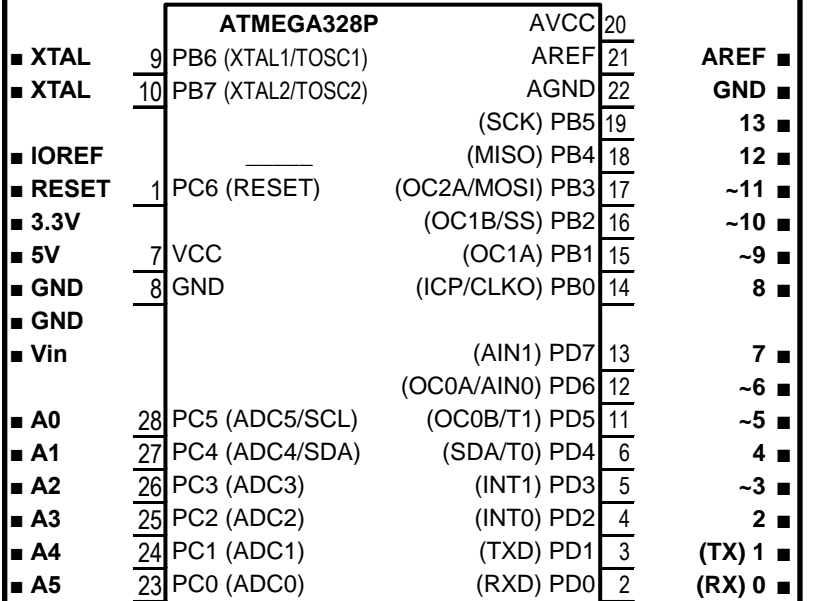 ATMEGA328P AVCC 20
XTAL 9 PB6 (XTAL1/TOSC1) AREF 21 AREF
XTAL 10 PB7 (XTAL2/TOSC2) AGND 22 GND
(SCK) PB5 19 13
IOREF (MISO) PB4 18 12
RESET 1 PC6 (RESET) (OC2A/MOSI) PB3 17 ~11
3.3V (OC1B/SS) PB2 16 ~10
5V 7 VCC (OC1A) PB1 15 ~9
GND 8 GND (ICP/CLKO) PB0 14 8
GND
Vin (AIN1) PD7 13 7
(OC0A/AIN0) PD6 12 ~6
A0 28 PC5 (ADC5/SCL) (OC0B/T1) PD5 11 ~5
A1 27 PC4 (ADC4/SDA) (SDA/T0) PD4 6 4
A2 26 PC3 (ADC3) (INT1) PD3 5 ~3
A3 25 PC2 (ADC2) (INT0) PD2 4 2
A4 24 PC1 (ADC1) (TXD) PD1 3 (TX) 1
A5 23 PC0 (ADC0) (RXD) PD0 2 (RX) 0